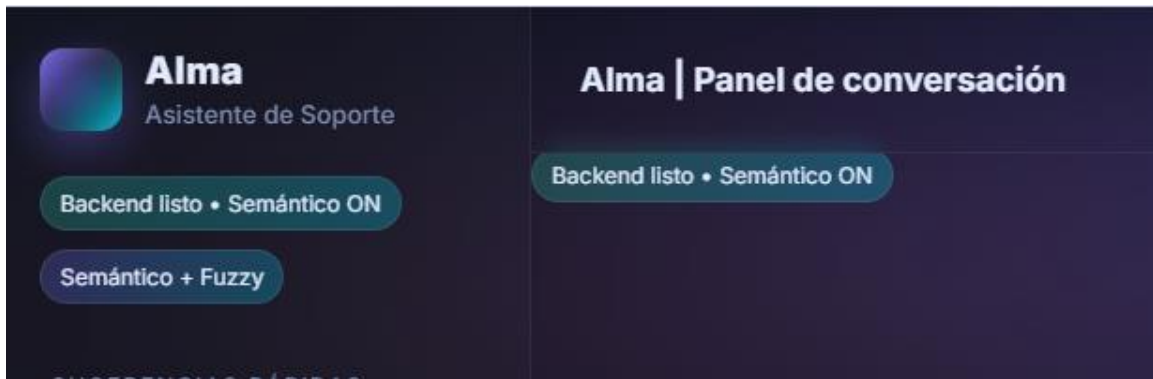 Alma
Asistente de Soporte
Backend listo • Semántico ON
Semántico + Fuzzy
Alma | Panel de conversación
Backend listo • Semántico ON